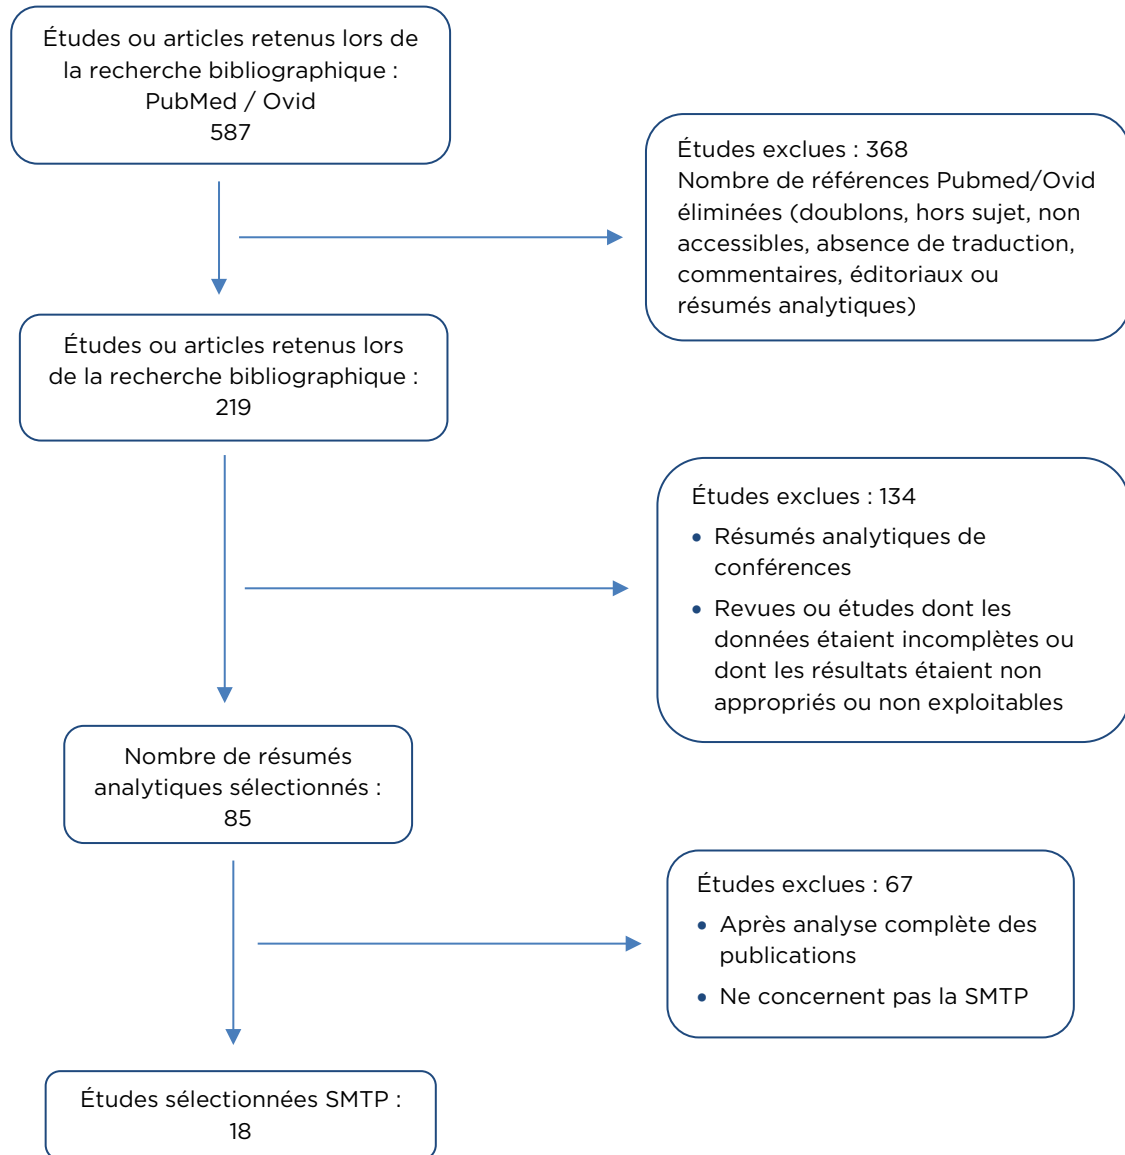 Études ou articles retenus lors de
la recherche bibliographique :
PubMed / Ovid
587
Études exclues : 368
Nombre de références Pubmed/Ovid
éliminées (doublons, hors sujet, non
accessibles, absence de traduction,
commentaires, éditoriaux ou
résumés analytiques)
Études ou articles retenus lors
de la recherche bibliographique :
219
Études exclues : 134
• Résumés analytiques de
conférences
• Revues ou études dont les
données étaient incomplètes ou
dont les résultats étaient non
appropriés ou non exploitables
Nombre de résumés
analytiques sélectionnés :
85
Études exclues : 67
• Après analyse complète des
publications
• Ne concernent pas la SMTP
Études sélectionnées SMTP :
18